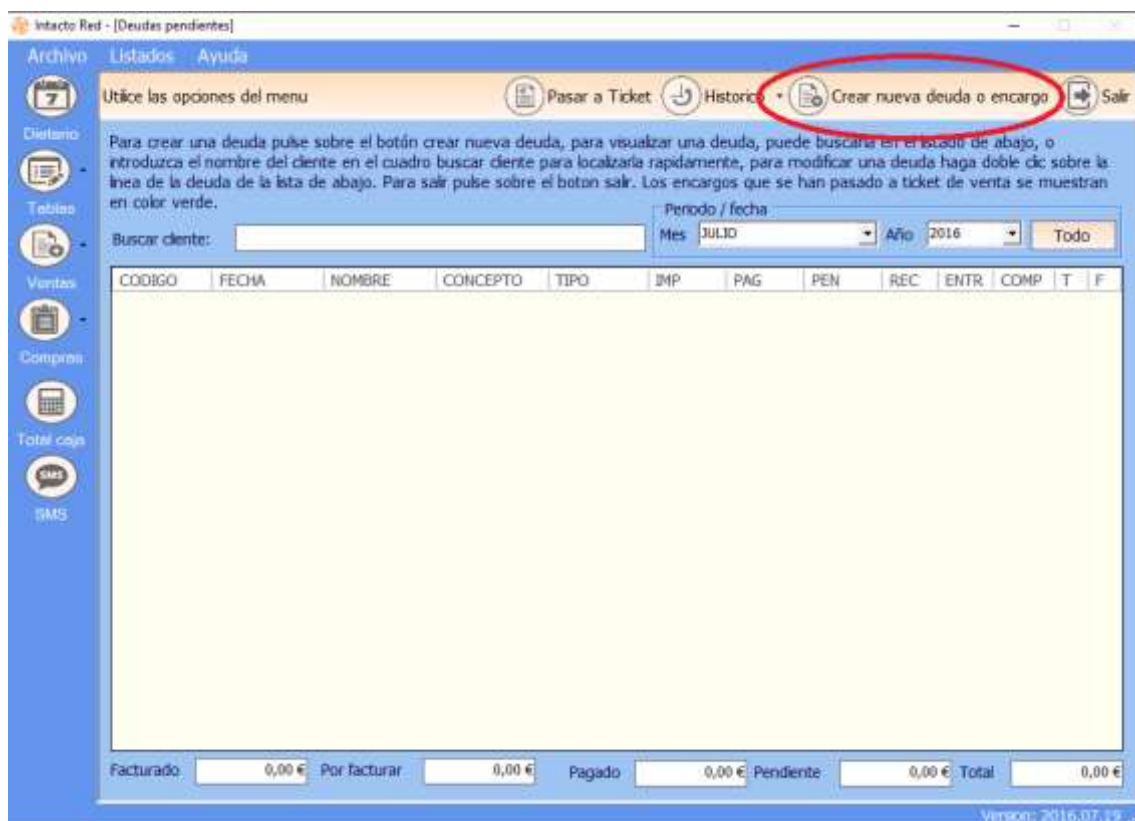 Intacto Red - [Deudas pendientes]
Archivo Listados Ayuda
Utilice las opciones del menu Pasar a Ticket Historico Crear nueva deuda o encargo Salir
7
Dietario
Tablas
Ventas
Compras
Total caja
SMS
SMS
Para crear una deuda pulse sobre el botón crear nueva deuda, para visualizar una deuda, puede buscarla en el listado de abajo, o
introduzca el nombre del cliente en el cuadro buscar cliente para localizarla rapidamente, para modificar una deuda haga doble clic sobre la
linea de la deuda de la lista de abajo. Para salir pulse sobre el boton salir. Los encargos que se han pasado a ticket de venta se muestran
en color verde.
Periodo / fecha
Buscar cliente: Mes JULIO Año 2016 Todo
CODIGO FECHA NOMBRE CONCEPTO TIPO IMP PAG PEN REC ENTR COMP T F
Facturado 0,00 € Por facturar 0,00 € Pagado 0,00 € Pendiente 0,00 € Total 0,00 €
Version: 2016.07.19